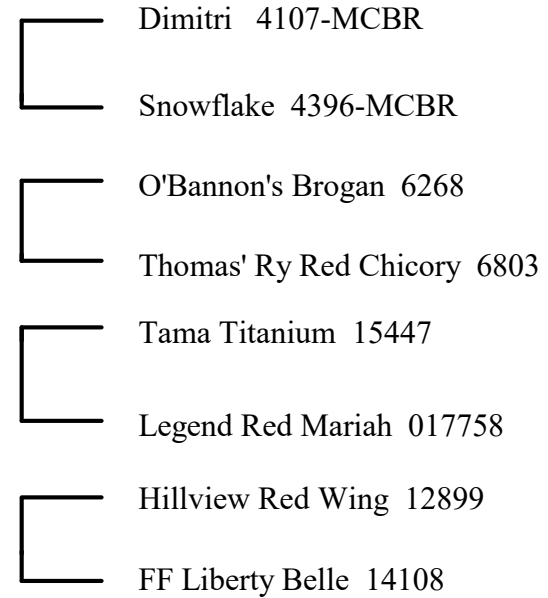 Dimitri 4107-MCBR
Snowflake 4396-MCBR
O'Bannon's Brogan 6268
Thomas' Ry Red Chicory 6803
Tama Titanium 15447
Legend Red Mariah 017758
Hillview Red Wing 12899
FF Liberty Belle 14108